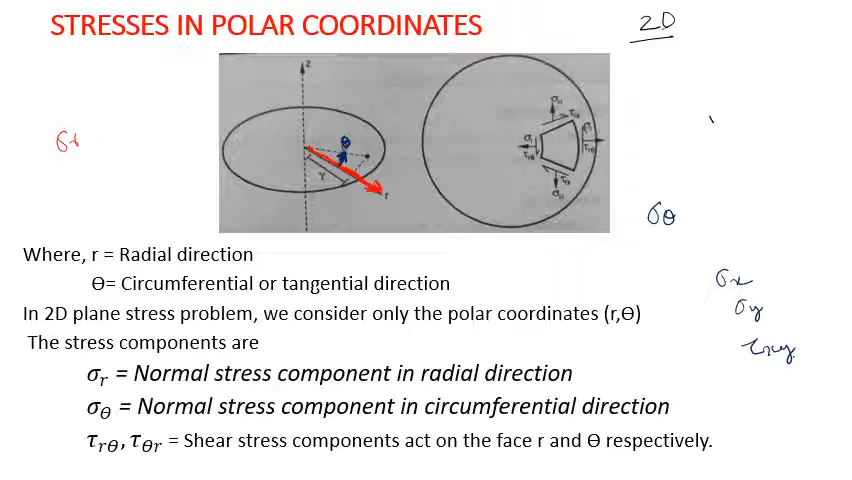 STRESSES IN POLAR COORDINATES
2D
z
θ
r
r
σr
σθ
Where, r = Radial direction
ϴ= Circumferential or tangential direction
σx
In 2D plane stress problem, we consider only the polar coordinates (r,ϴ)
σy
The stress components are
τxy
σr = Normal stress component in radial direction
σθ = Normal stress component in circumferential direction
τrθ, τθr = Shear stress components act on the face r and ϴ respectively.